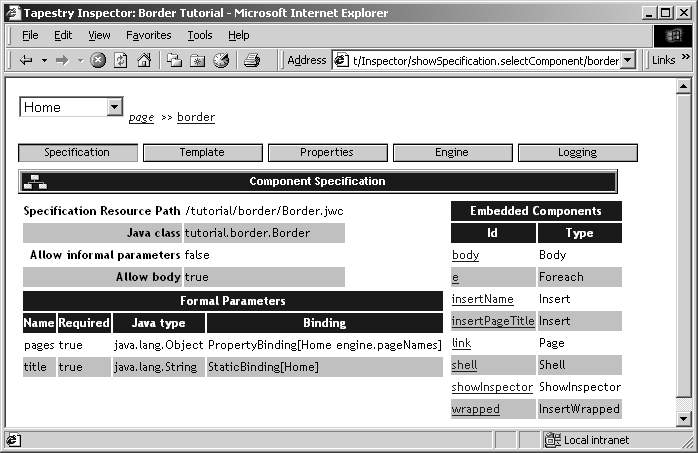 Tapestry Inspector: Border Tutorial - Microsoft Internet Explorer
File Edit View Favorites Tools Help
Address t/Inspector/showSpecification.selectComponent/border Links »
Home page >> border
Specification Template Properties Engine Logging
Component Specification
Specification Resource Path /tutorial/border/Border.jwc
Java class tutorial.border.Border
Allow informal parameters false
Allow body true
Formal Parameters
Name Required Java type Binding
pages true java.lang.Object PropertyBinding[Home engine.pageNames]
title true java.lang.String StaticBinding[Home]
Embedded Components
Id Type
body Body
e Foreach
insertName Insert
insertPageTitle Insert
link Page
shell Shell
showInspector ShowInspector
wrapped InsertWrapped
Local intranet